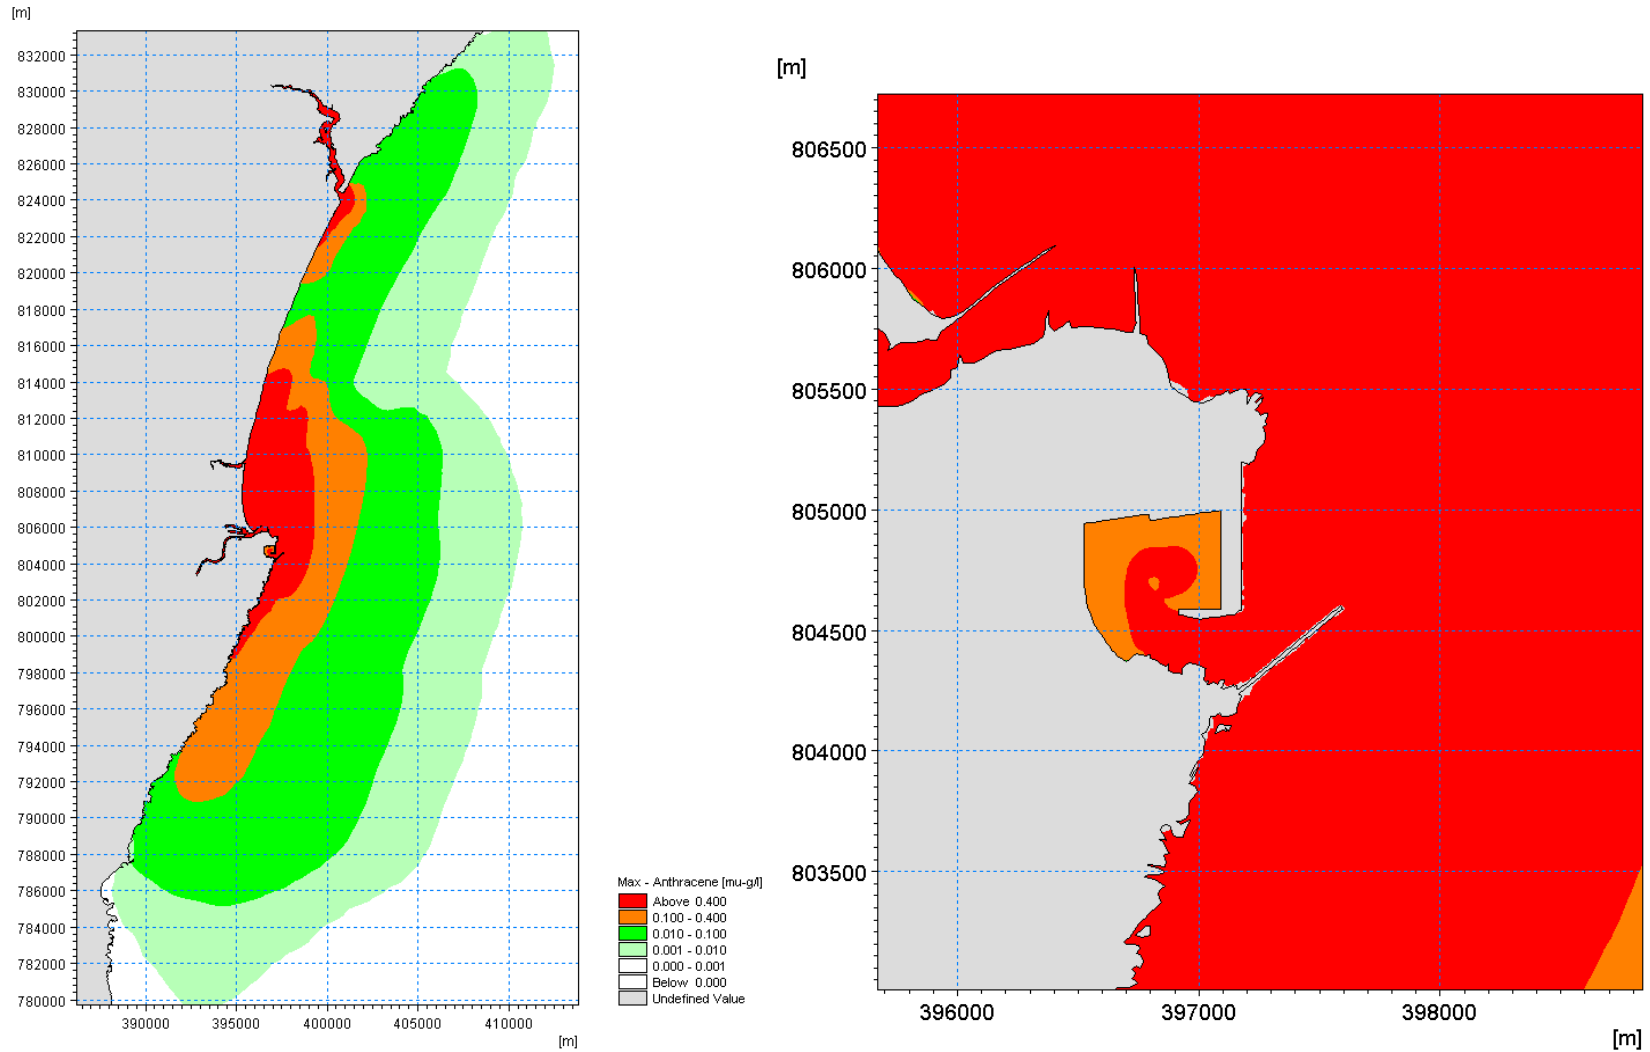 [m]
832000
830000
828000
826000
824000
822000
820000
818000
816000
814000
812000
810000
808000
806000
804000
802000
800000
798000
796000
794000
792000
790000
788000
786000
784000
782000
780000
390000 395000 400000 405000 410000
[m]
Max - Anthracene [mu-g/l]
Above 0.400
0.100 - 0.400
0.010 - 0.100
0.001 - 0.010
0.000 - 0.001
Below 0.000
Undefined Value
[m]
806500
806000
805500
805000
804500
804000
803500
396000 397000 398000
[m]